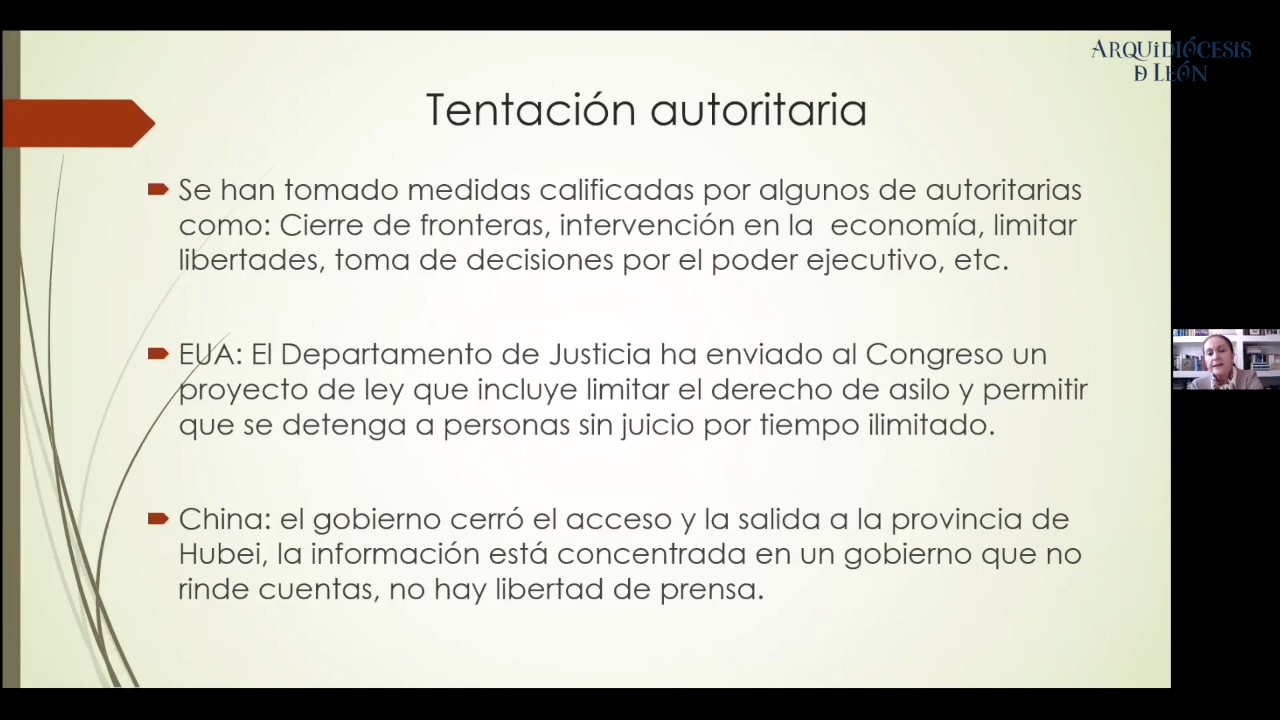 ARQUIDIÓCESIS
D LEÓN
Tentación autoritaria
Se han tomado medidas calificadas por algunos de autoritarias
como: Cierre de fronteras, intervención en la  economía, limitar
libertades, toma de decisiones por el poder ejecutivo, etc.
EUA: El Departamento de Justicia ha enviado al Congreso un
proyecto de ley que incluye limitar el derecho de asilo y permitir
que se detenga a personas sin juicio por tiempo ilimitado.
China: el gobierno cerró el acceso y la salida a la provincia de
Hubei, la información está concentrada en un gobierno que no
rinde cuentas, no hay libertad de prensa.